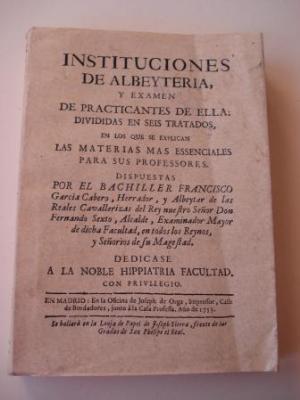 INSTITUCIONES
DE ALBEYTERIA,
Y EXAMEN
DE PRACTICANTES DE ELLA:
DIVIDIDAS EN SEIS TRATADOS,
EN LOS QUE SE EXPLICAN
LAS MATERIAS MAS ESSENCIALES
PARA SUS PROFESSORES.
DISPUESTAS
POR EL BACHILLER FRANCISCO
Garcia Cabero, Herrador, y Albeytar de las
Reales Cavallerizas del Rey nuestro Señor Don
Fernando Sexto, Alcalde, Examinador Mayor
de dicha Facultad, en todos los Reynos,
y Señorios de su Magestad.
DEDICASE
A LA NOBLE HIPPIATRIA FACULTAD.
CON PRIVILEGIO.
EN MADRID: En la Oficina de Joseph de Orga, Impressor, Calle
de Bordadores, junto à la Casa Professa. Año de 1755.
Se hallarà en la Lonja de Papel de Joseph Sierra, frente de las
Gradas de San Phelipe el Real.